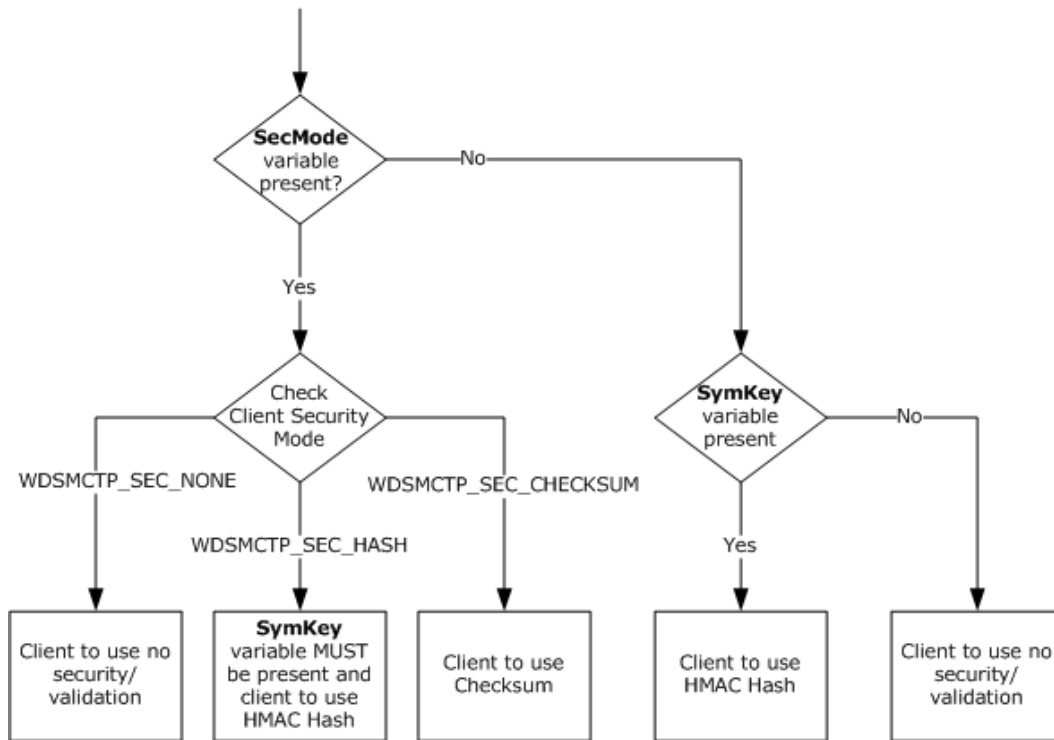 SecMode
variable
present?
No
Yes
Check
Client Security
Mode
SymKey
variable
present
No
WDSMCTP_SEC_NONE
WDSMCTP_SEC_CHECKSUM
WDSMCTP_SEC_HASH
Yes
Client to use no
security/
validation
SymKey
variable MUST
be present and
client to use
HMAC Hash
Client to use
Checksum
Client to use
HMAC Hash
Client to use no
security/
validation